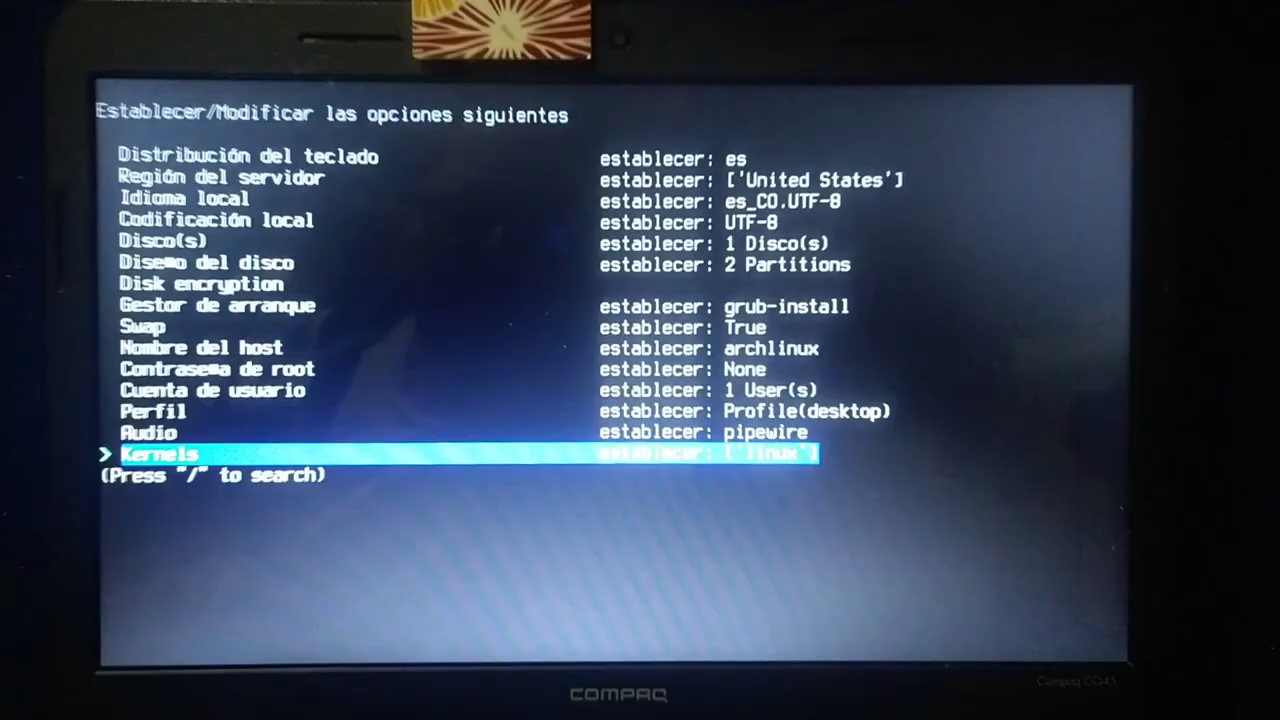 Establecer/Modificar las opciones siguientes
Distribución del teclado establecer: es
Región del servidor establecer: ['United States']
Idioma local establecer: es_CO.UTF-8
Codificación local establecer: UTF-8
Disco(s) establecer: 1 Disco(s)
Dise■o del disco establecer: 2 Partitions
Disk encryption
Gestor de arranque establecer: grub-install
Swap establecer: True
Nombre del host establecer: archlinux
Contrase■a de root establecer: None
Cuenta de usuario establecer: 1 User(s)
Perfil establecer: Profile(desktop)
Audio establecer: pipewire
> Kernels establecer: ['linux']
(Press "/" to search)
Compaq CQ43
COMPAQ